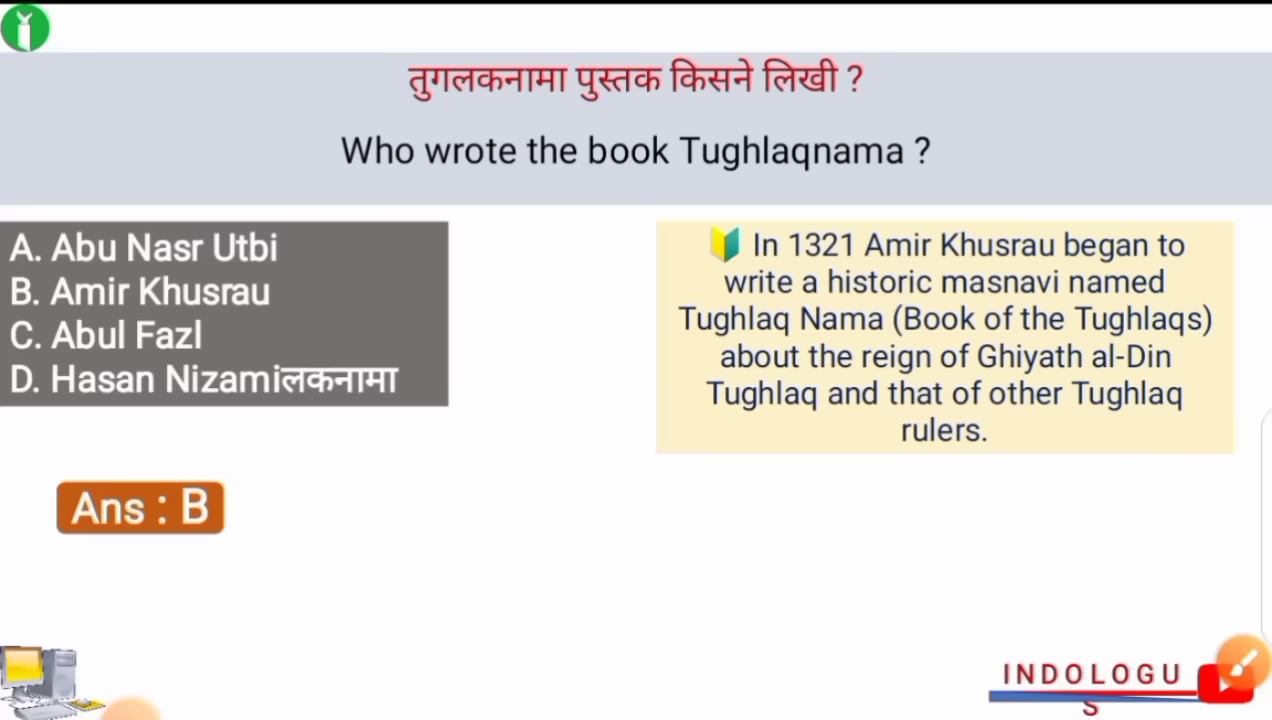 तुगलकनामा पुस्तक किसने लिखी ?
Who wrote the book Tughlaqnama ?
A. Abu Nasr Utbi
B. Amir Khusrau
C. Abul Fazl
D. Hasan Nizamiलकनामा
In 1321 Amir Khusrau began to
write a historic masnavi named
Tughlaq Nama (Book of the Tughlaqs)
about the reign of Ghiyath al-Din
Tughlaq and that of other Tughlaq
rulers.
Ans : B
INDOLOGU
S